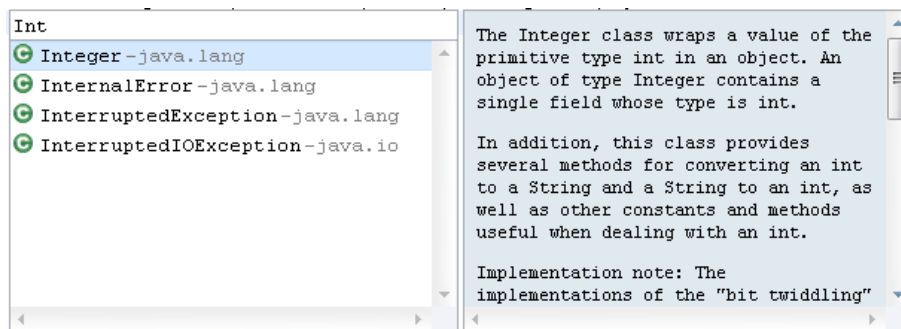 Int
Integer-java.lang
InternalError-java.lang
InterruptedException-java.lang
InterruptedIOException-java.io
The Integer class wraps a value of the
primitive type int in an object. An
object of type Integer contains a
single field whose type is int.
In addition, this class provides
several methods for converting an int
to a String and a String to an int, as
well as other constants and methods
useful when dealing with an int.
Implementation note: The
implementations of the "bit twiddling"